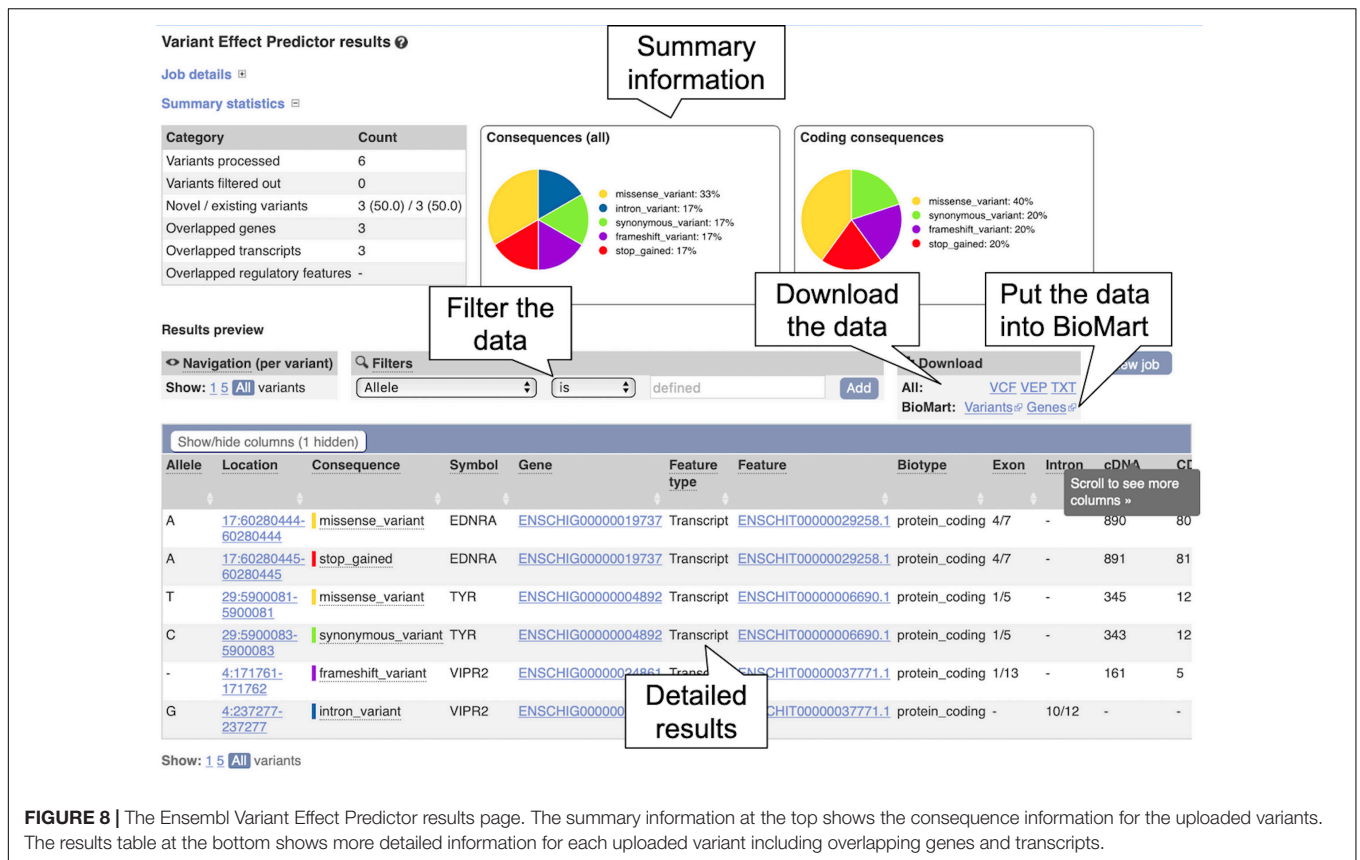 Variant Effect Predictor results ?
Summary
information
Job details
Summary statistics
Category Count
Variants processed 6
Variants filtered out 0
Novel / existing variants 3 (50.0) / 3 (50.0)
Overlapped genes 3
Overlapped transcripts 3
Overlapped regulatory features -
Consequences (all)
missense_variant: 33%
intron_variant: 17%
synonymous_variant: 17%
frameshift_variant: 17%
stop_gained: 17%
Coding consequences
missense_variant: 40%
synonymous_variant: 20%
frameshift_variant: 20%
stop_gained: 20%
Filter the
data
Download
the data
Put the data
into BioMart
Results preview
Navigation (per variant)
Show: 1 5 All variants
Filters
Allele is defined Add
Download
All: VCF VEP TXT
BioMart: Variants Genes
job
Show/hide columns (1 hidden)
Allele Location Consequence Symbol Gene Feature Feature Biotype Exon Intron cDNA
type
Scroll to see more
columns »
A 17:60280444- missense_variant EDNRA ENSCHIG00000019737 Transcript ENSCHIT00000029258.1 protein_coding 4/7 - 890 80
60280444
A 17:60280445- stop_gained EDNRA ENSCHIG00000019737 Transcript ENSCHIT00000029258.1 protein_coding 4/7 - 891 81
60280445
T 29:5900081- missense_variant TYR ENSCHIG00000004892 Transcript ENSCHIT00000006690.1 protein_coding 1/5 - 345 12
5900081
C 29:5900083- synonymous_variant TYR ENSCHIG00000004892 Transcript ENSCHIT00000006690.1 protein_coding 1/5 - 343 12
5900083
- 4:171761- frameshift_variant VIPR2 ENSCHIT00000037771.1 protein_coding 1/13 - 161 5
171762
G 4:237277- intron_variant VIPR2 protein_coding - 10/12 - -
237277
Detailed
results
Show: 1 5 All variants
FIGURE 8 | The Ensembl Variant Effect Predictor results page. The summary information at the top shows the consequence information for the uploaded variants.
The results table at the bottom shows more detailed information for each uploaded variant including overlapping genes and transcripts.